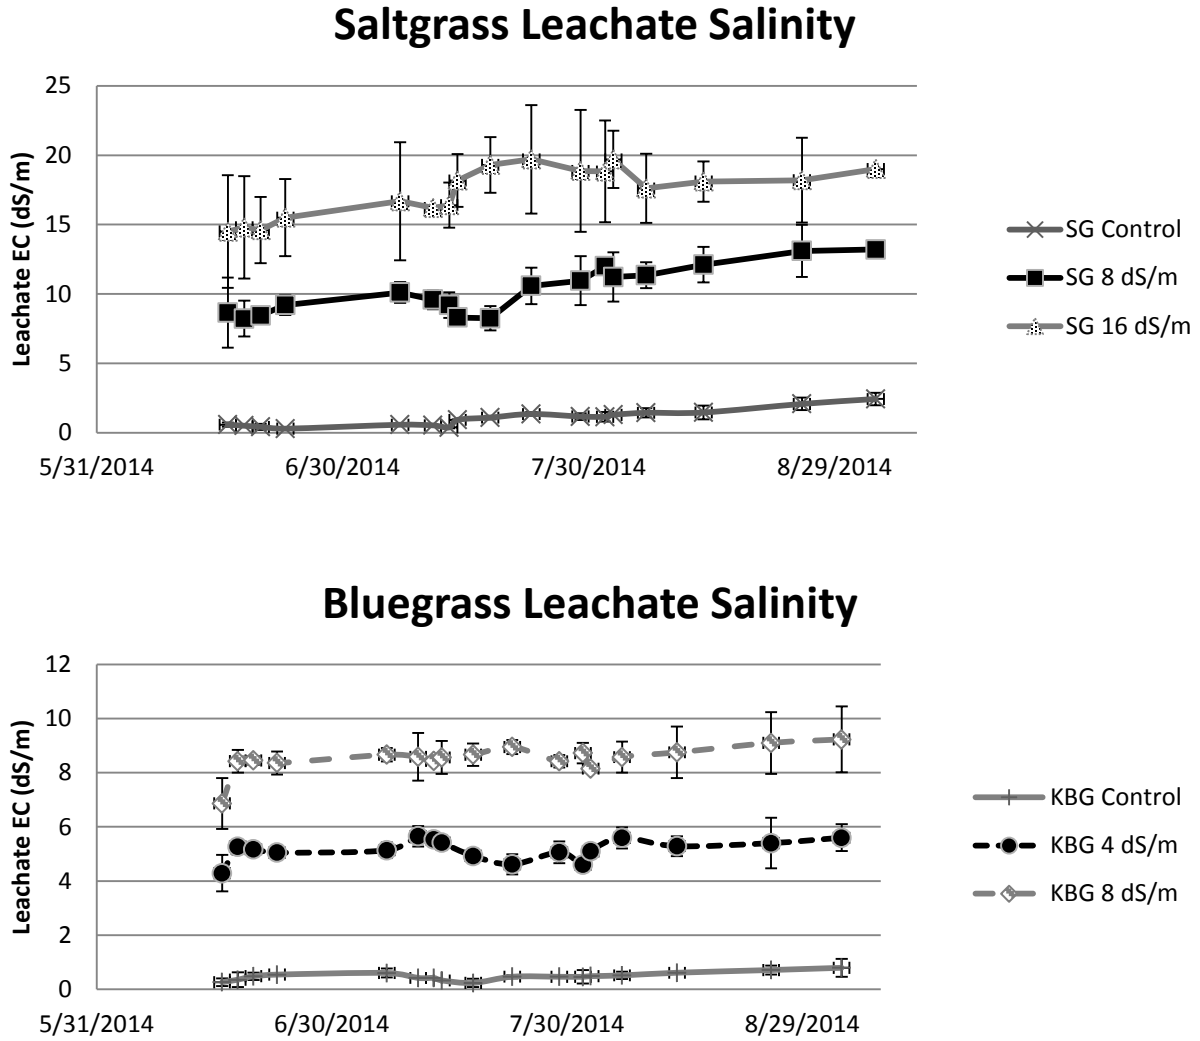 Saltgrass Leachate Salinity
25
20
15
10
5
0
Leachate EC (dS/m)
5/31/2014 6/30/2014 7/30/2014 8/29/2014
SG Control
SG 8 dS/m
SG 16 dS/m
Bluegrass Leachate Salinity
12
10
8
6
4
2
0
Leachate EC (dS/m)
5/31/2014 6/30/2014 7/30/2014 8/29/2014
KBG Control
KBG 4 dS/m
KBG 8 dS/m